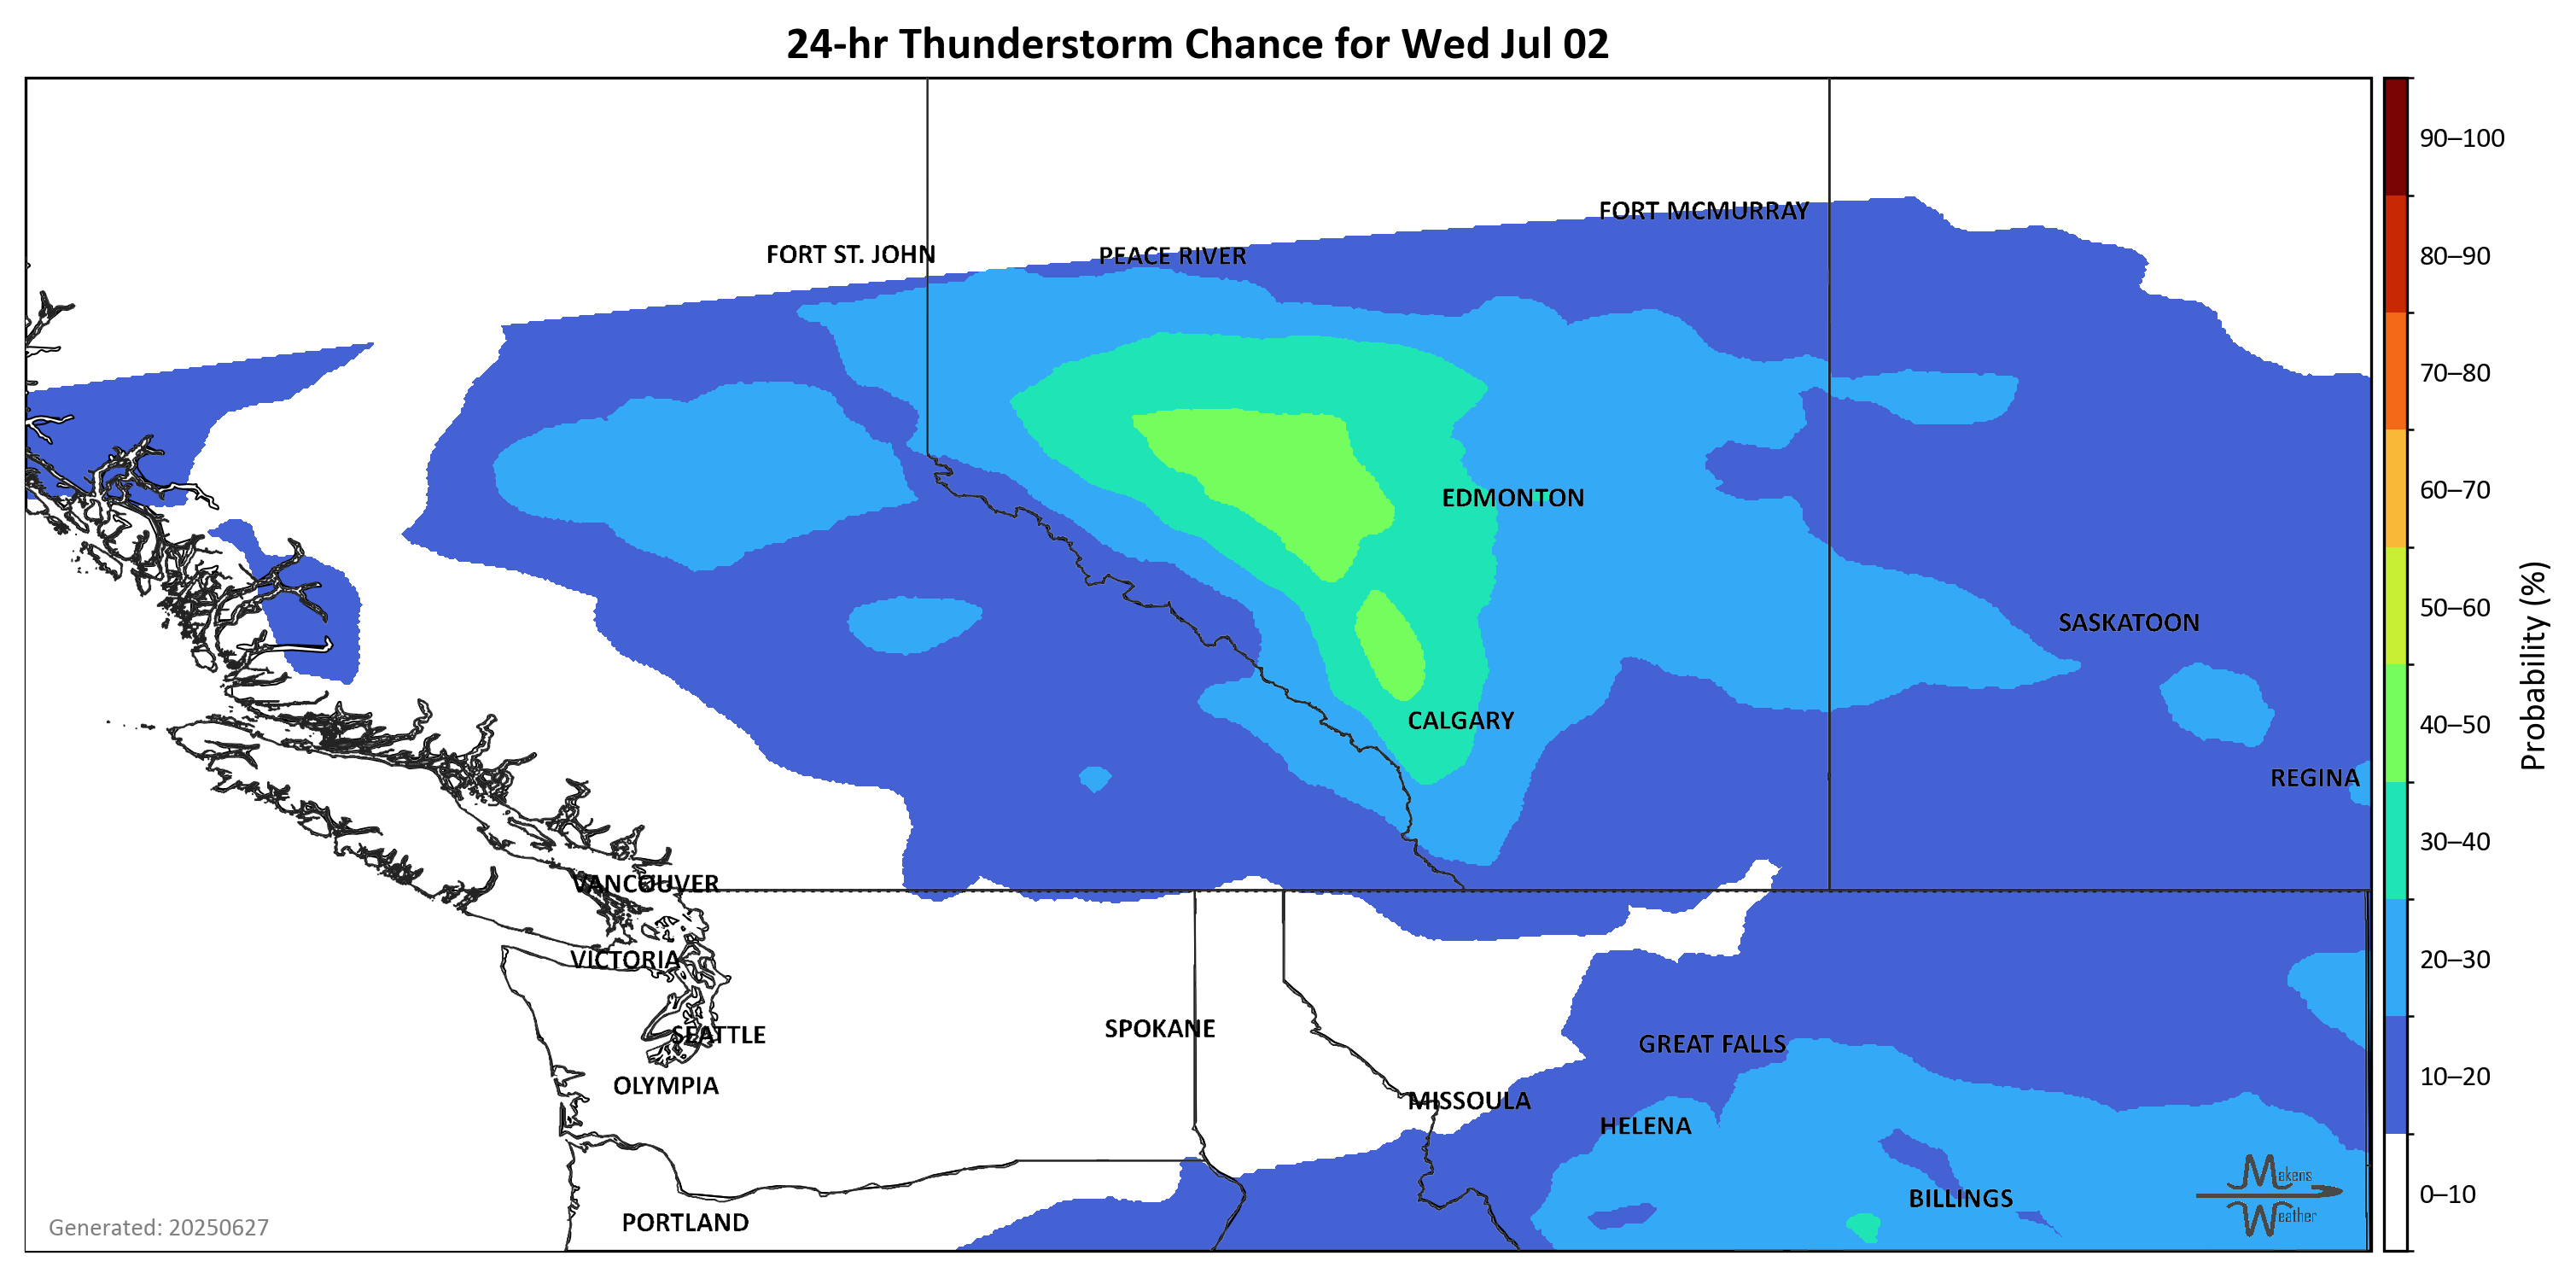 24-hr Thunderstorm Chance for Wed Jul 02
90–100
FORT MCMURRAY
FORT ST. JOHN
PEACE RIVER
80–90
70–80
60–70
EDMONTON
50–60
SASKATOON
Probability (%)
CALGARY
40–50
REGINA
30–40
VANCOUVER
VICTORIA
20–30
SPOKANE
SEATTLE
GREAT FALLS
10–20
OLYMPIA
MISSOULA
HELENA
Makens
Weather
0–10
BILLINGS
PORTLAND
Generated: 20250627